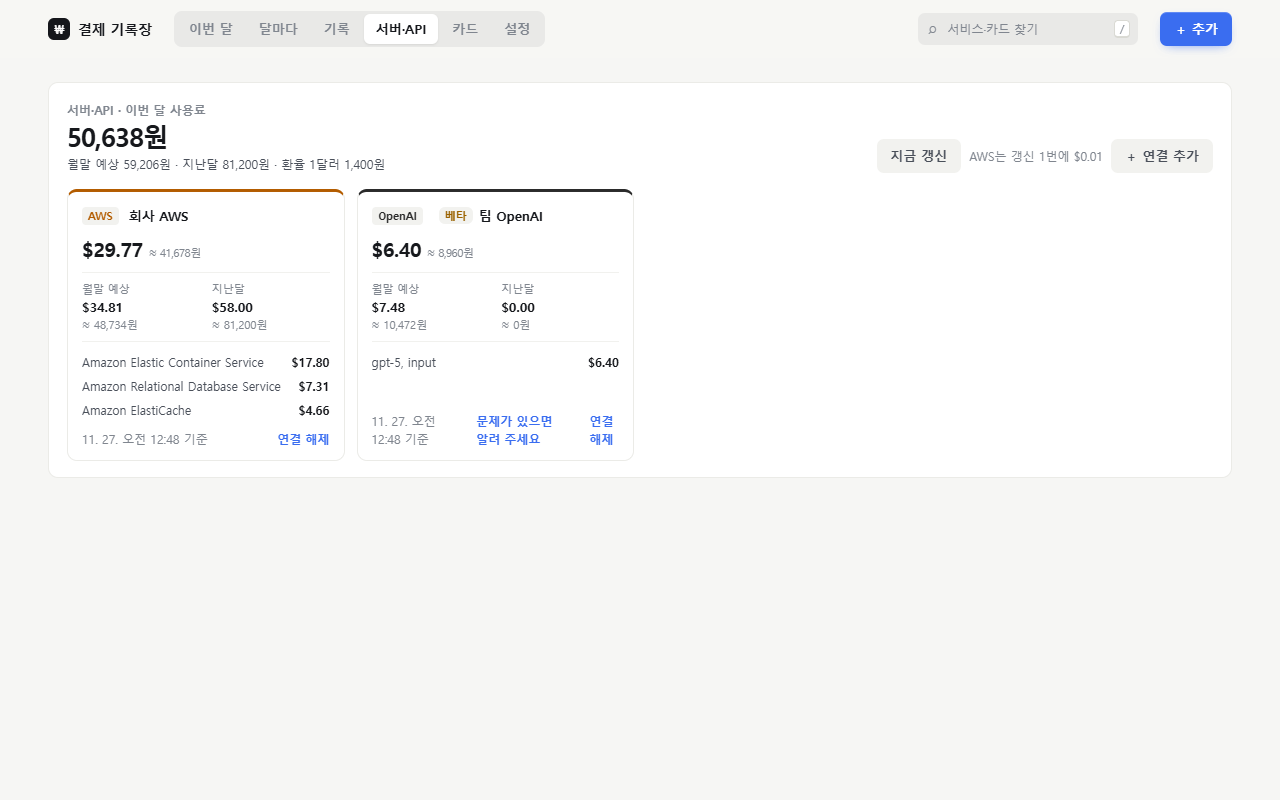 ₩ 결제 기록장 이번 달 달마다 기록 서버·API 카드 설정 서비스·카드 찾기 / + 추가
서버·API · 이번 달 사용료
50,638원
월말 예상 59,206원 · 지난달 81,200원 · 환율 1달러 1,400원
지금 갱신 AWS는 갱신 1번에 $0.01 + 연결 추가
AWS 회사 AWS
$29.77 ≈ 41,678원
월말 예상 지난달
$34.81 $58.00
≈ 48,734원 ≈ 81,200원
Amazon Elastic Container Service $17.80
Amazon Relational Database Service $7.31
Amazon ElastiCache $4.66
11. 27. 오전 12:48 기준 연결 해제
OpenAI 베타 팀 OpenAI
$6.40 ≈ 8,960원
월말 예상 지난달
$7.48 $0.00
≈ 10,472원 ≈ 0원
gpt-5, input $6.40
11. 27. 오전 문제가 있으면 연결
12:48 기준 알려 주세요 해제